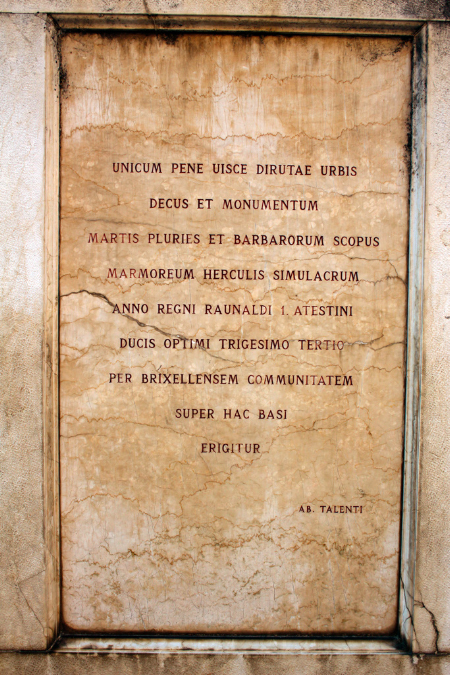 UNICUM PENE UISCE DIRUTAE URBIS
DECUS ET MONUMENTUM
MARTIS PLURIES ET BARBARORUM SCOPUS
MARMOREUM HERCULIS SIMULACRUM
ANNO REGNI RAUNALDI 1. ATESTINI
DUCIS OPTIMI TRIGESIMO TERTIO
PER BRIXELLENSEM COMMUNITATEM
SUPER HAC BASI
ERIGITUR
AB. TALENTI